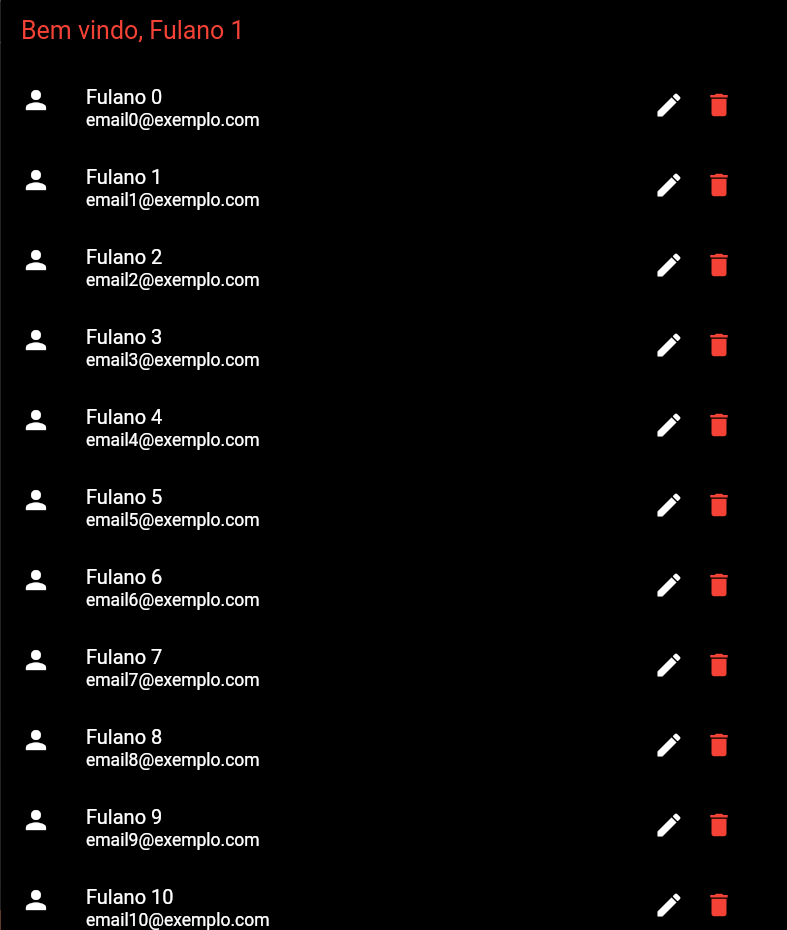 Bem vindo, Fulano 1
Fulano 0
email0@exemplo.com
Fulano 1
email1@exemplo.com
Fulano 2
email2@exemplo.com
Fulano 3
email3@exemplo.com
Fulano 4
email4@exemplo.com
Fulano 5
email5@exemplo.com
Fulano 6
email6@exemplo.com
Fulano 7
email7@exemplo.com
Fulano 8
email8@exemplo.com
Fulano 9
email9@exemplo.com
Fulano 10
email10@exemplo.com